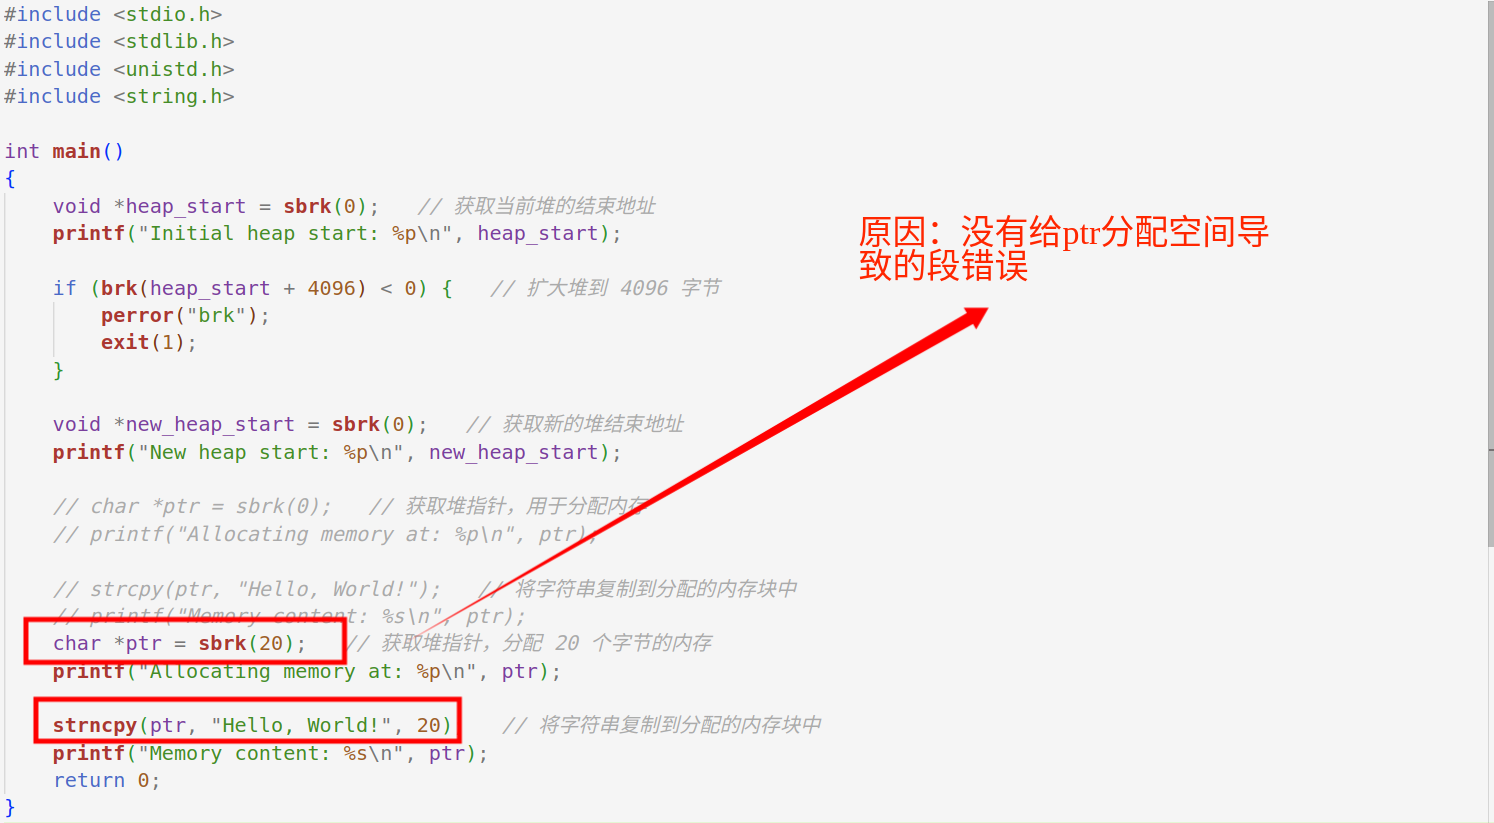 #include <stdio.h>
#include <stdlib.h>
#include <unistd.h>
#include <string.h>
int main()
{
void *heap_start = sbrk(0);   // 获取当前堆的结束地址
printf("Initial heap start: %p\n", heap_start);
if (brk(heap_start + 4096) < 0) {   // 扩大堆到 4096 字节
perror("brk");
exit(1);
}
void *new_heap_start = sbrk(0);   // 获取新的堆结束地址
printf("New heap start: %p\n", new_heap_start);
// char *ptr = sbrk(0);   // 获取堆指针，用于分配内存
// printf("Allocating memory at: %p\n", ptr);
// strcpy(ptr, "Hello, World!");   // 将字符串复制到分配的内存块中
// printf("Memory content: %s\n", ptr);
char *ptr = sbrk(20);   // 获取堆指针，分配 20 个字节的内存
printf("Allocating memory at: %p\n", ptr);
strncpy(ptr, "Hello, World!", 20)   // 将字符串复制到分配的内存块中
printf("Memory content: %s\n", ptr);
return 0;
}
原因：没有给ptr分配空间导
致的段错误